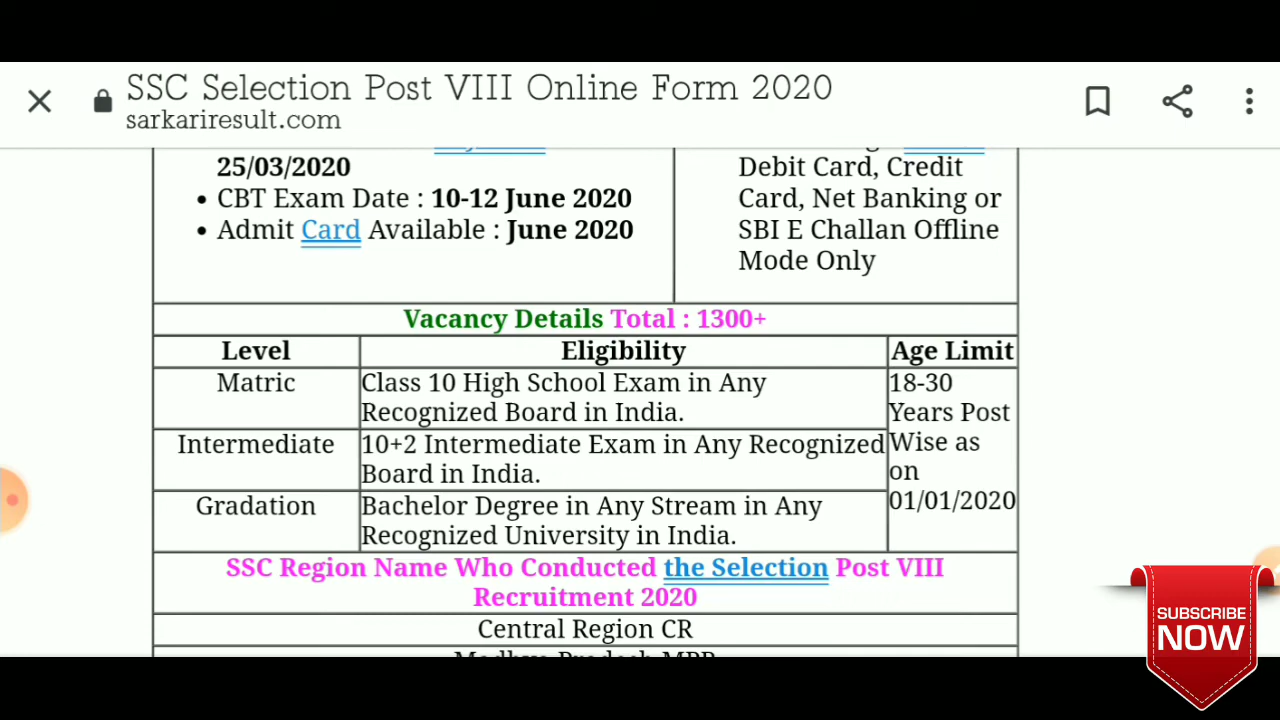 SSC Selection Post VIII Online Form 2020
sarkariresult.com
25/03/2020
• CBT Exam Date : 10-12 June 2020
• Admit Card Available : June 2020
Debit Card, Credit
Card, Net Banking or
SBI E Challan Offline
Mode Only
Vacancy Details Total : 1300+
Level Eligibility Age Limit
Matric
Class 10 High School Exam in Any
Recognized Board in India.
18-30
Years Post
Wise as
on
01/01/2020
Intermediate
10+2 Intermediate Exam in Any Recognized
Board in India.
Gradation
Bachelor Degree in Any Stream in Any
Recognized University in India.
SSC Region Name Who Conducted the Selection Post VIII
Recruitment 2020
Central Region CR
SUBSCRIBE
NOW